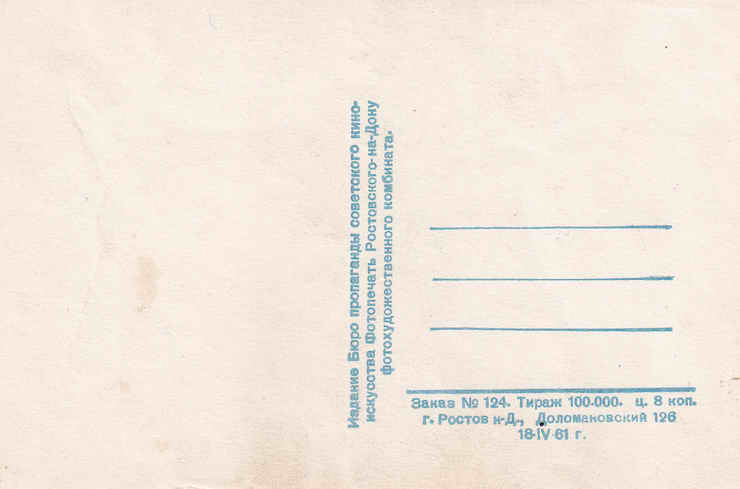 Издание Бюро пропаганды советского кино-
искусства Фотопечать Ростовского-на-Дону
фотохудожественного комбината.
Заказ № 124. Тираж 100-000. ц. 8 коп.
г. Ростов н-Д., Доломановский 126
18-IV-61 г.